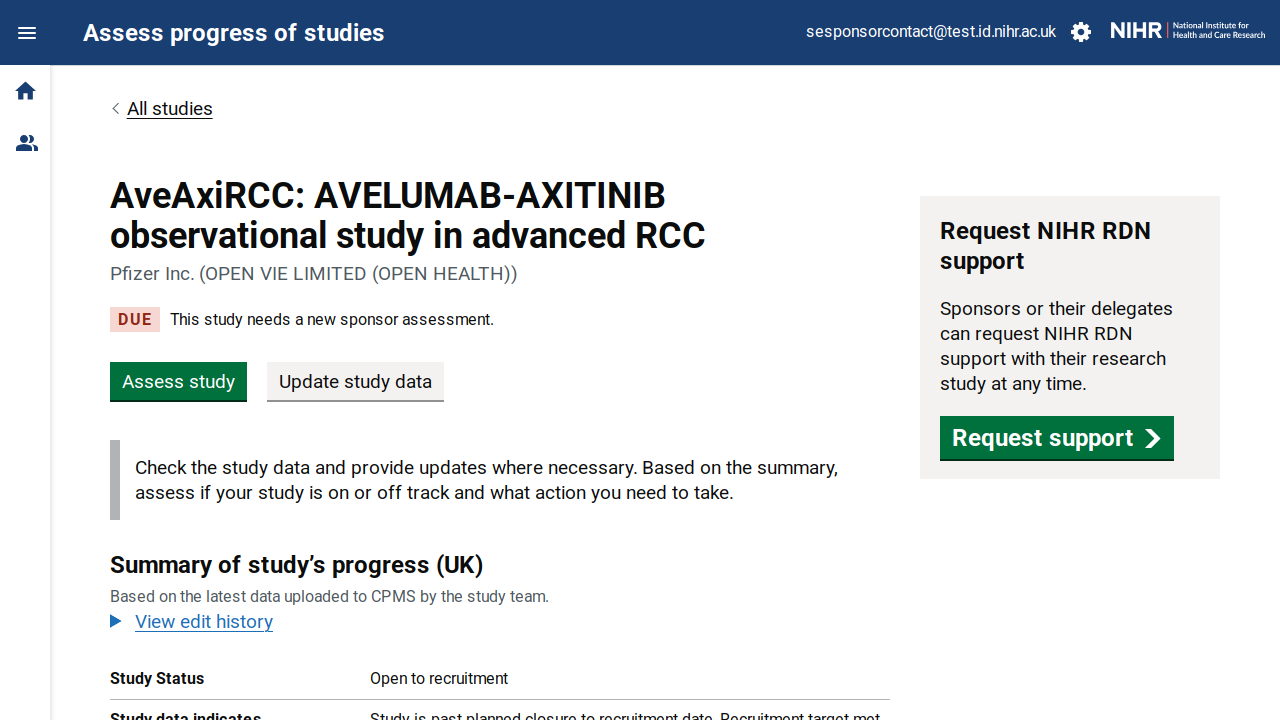 Assess progress of studies
sesponsorcontact@test.id.nihr.ac.uk
NIHR
National Institute for
Health and Care Research
All studies
AveAxiRCC: AVELUMAB-AXITINIB
observational study in advanced RCC
Pfizer Inc. (OPEN VIE LIMITED (OPEN HEALTH))
DUE This study needs a new sponsor assessment.
Assess study
Update study data
Check the study data and provide updates where necessary. Based on the summary,
assess if your study is on or off track and what action you need to take.
Summary of study’s progress (UK)
Based on the latest data uploaded to CPMS by the study team.
View edit history
Study Status Open to recruitment
Study data indicates Study is past planned closure to recruitment date, Recruitment target met
Request NIHR RDN
support
Sponsors or their delegates
can request NIHR RDN
support with their research
study at any time.
Request support